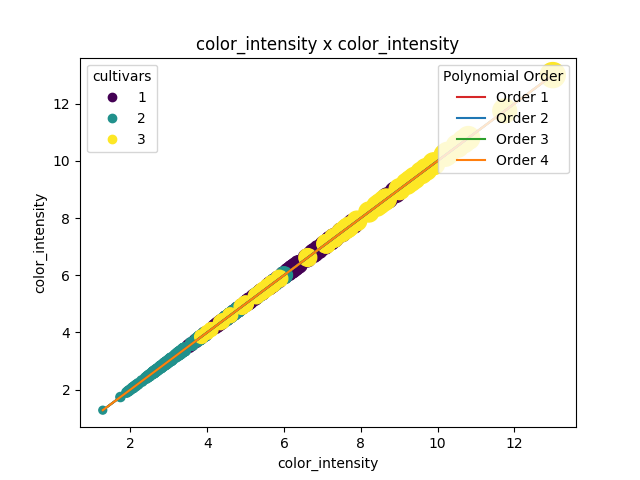 color_intensity x color_intensity
cultivars
1
2
3
Polynomial Order
Order 1
Order 2
Order 3
Order 4
color_intensity
12
10
8
6
4
2
2
4
6
8
10
12
color_intensity